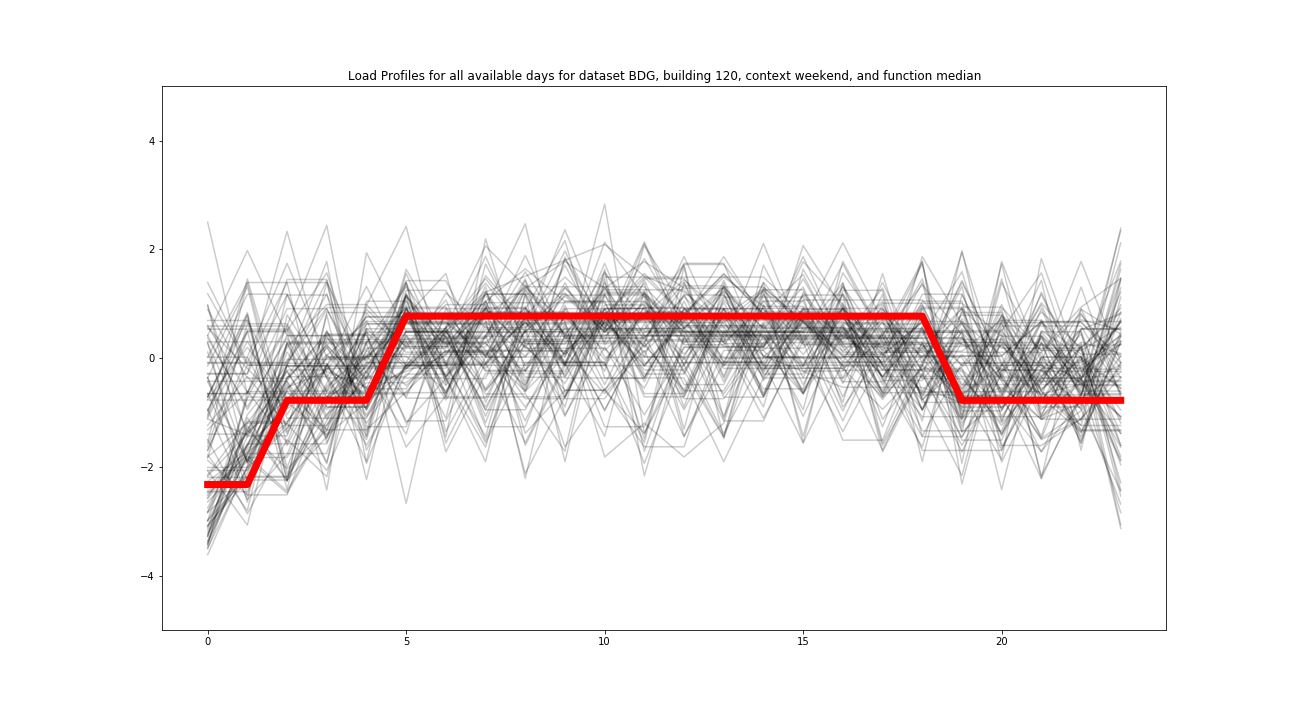 Load Profiles for all available days for dataset BDG, building 120, context weekend, and function median
4
2
0
−2
−4
0 5 10 15 20